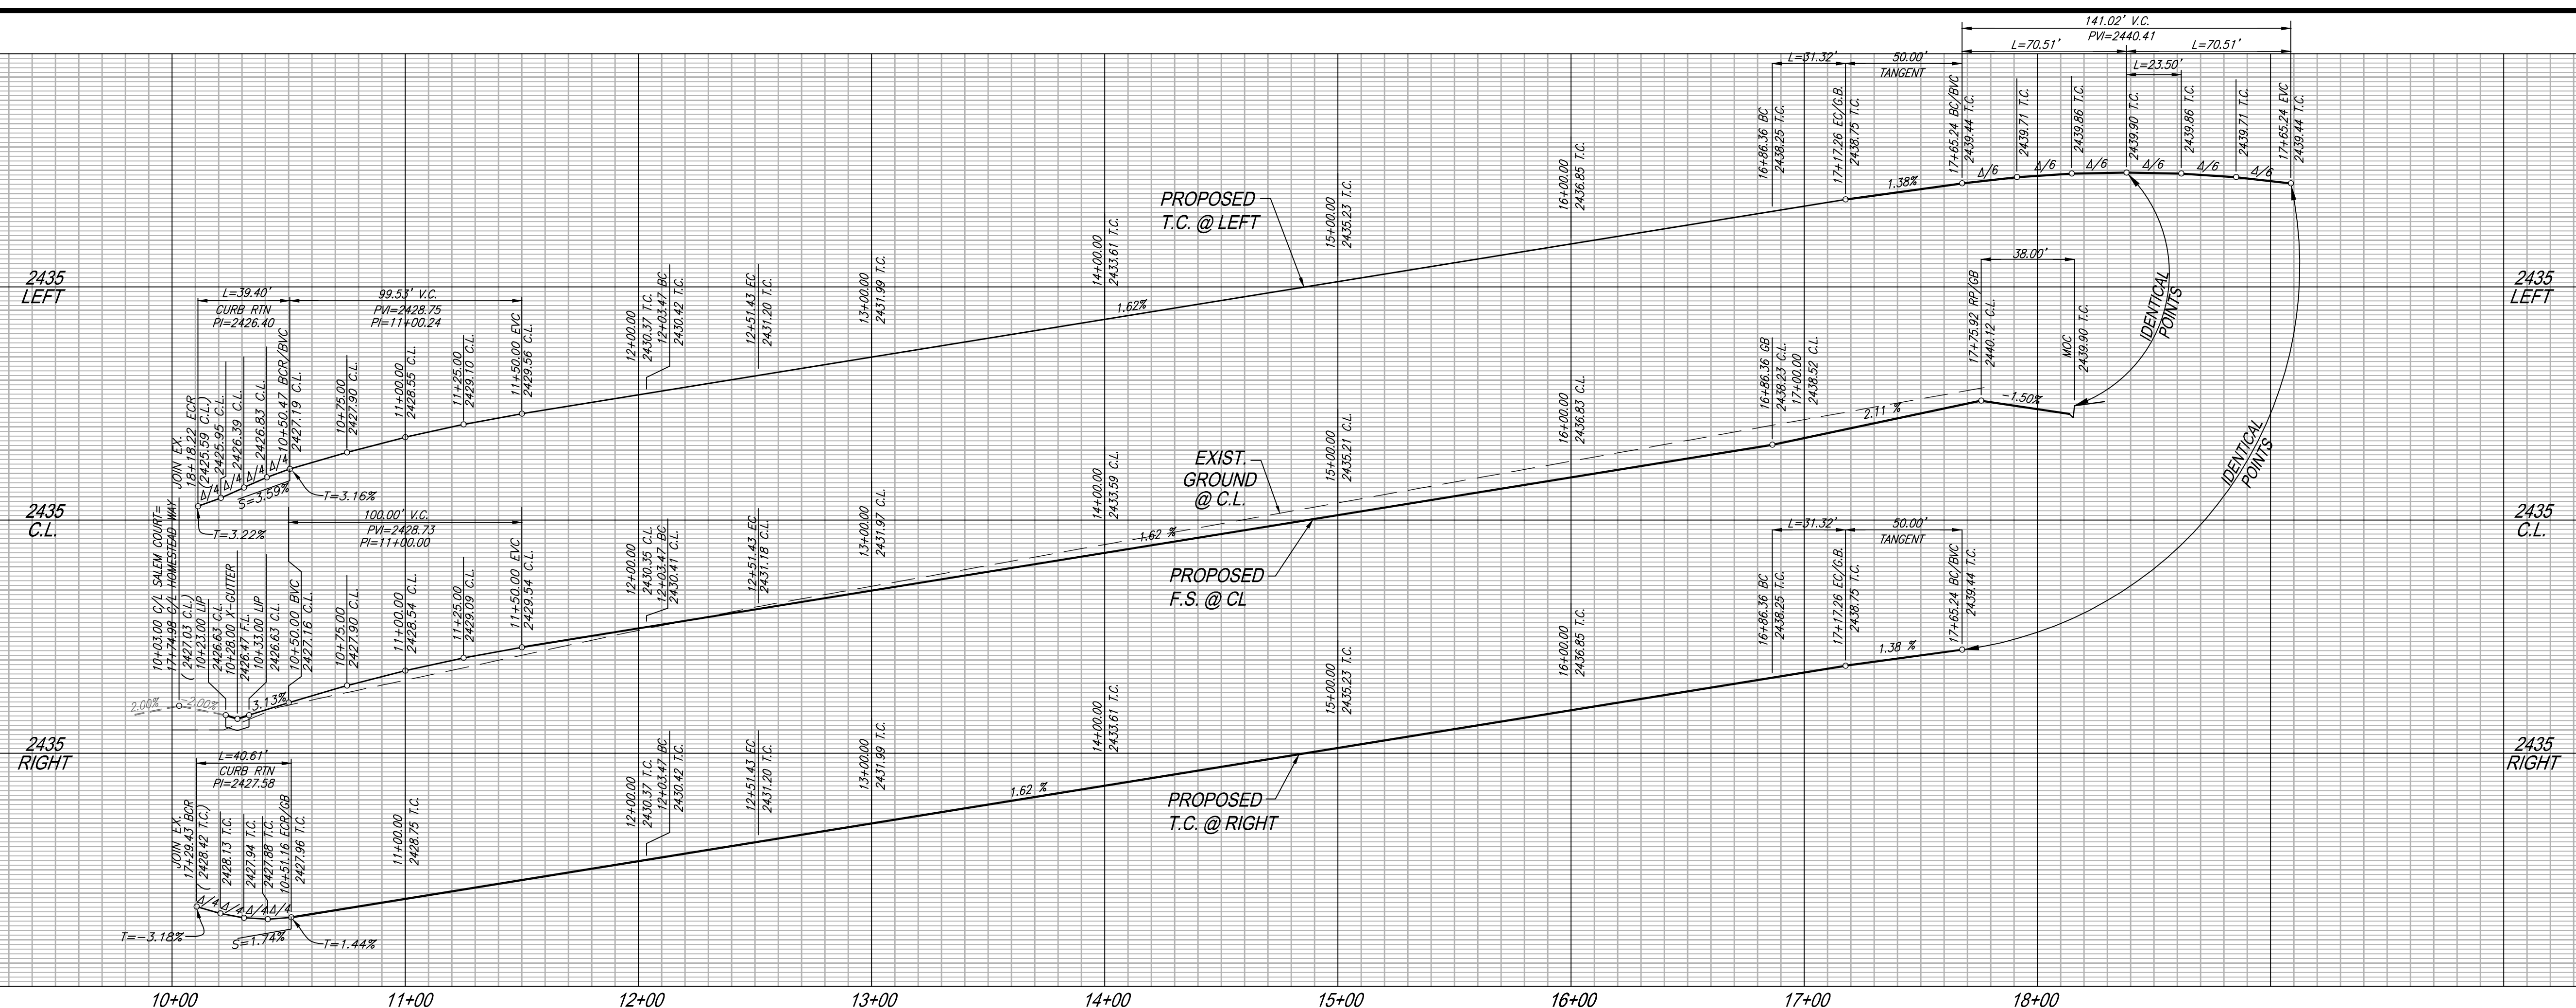 141.02' V.C.
PVI=2440.41
L=70.51'
L=70.51'
L=23.50'
L=31.32'
50.00'
TANGENT
16+86.36 BC
2438.25 T.C.
17+17.26 EC/G.B.
2438.75 T.C.
17+65.24 BC/BVC
2439.44 T.C.
2439.71 T.C.
2439.86 T.C.
2439.90 T.C.
2439.86 T.C.
2439.71 T.C.
17+65.24 EVC
2439.44 T.C.
1.38%
Δ/6
Δ/6
Δ/6
Δ/6
Δ/6
Δ/6
PROPOSED
T.C. @ LEFT
16+00.00
2436.85 T.C.
15+00.00
2435.23 T.C.
14+00.00
2433.61 T.C.
1.62%
13+00.00
2431.99 T.C.
12+51.43 EC
2431.20 T.C.
12+00.00
2430.37 T.C.
12+03.47 BC
2430.42 T.C.
2435
LEFT
2435
LEFT
L=39.40'
CURB RTN
PI=2426.40
99.53' V.C.
PVI=2428.75
PI=11+00.24
JOIN EX.
18+18.22 ECR
(2425.59 C.L.)
2425.95 C.L.
2426.39 C.L.
2426.83 C.L.
10+50.47 BCR/BVC
2427.19 C.L.
10+75.00
2427.90 C.L.
11+00.00
2428.55 C.L.
11+25.00
2429.10 C.L.
11+50.00 EVC
2429.56 C.L.
Δ/4
Δ/4
Δ/4
Δ/4
S=3.59%
T=3.16%
T=3.22%
38.00'
17+75.92 RP/GB
2440.12 C.L.
MOC
2439.90 T.C.
IDENTICAL
POINTS
-1.50%
2.11 %
16+86.36 GB
2438.23 C.L.
17+00.00
2438.52 C.L.
16+00.00
2436.83 C.L.
15+00.00
2435.21 C.L.
14+00.00
2433.59 C.L.
13+00.00
2431.97 C.L.
EXIST.
GROUND
@ C.L.
1.62 %
PROPOSED
F.S. @ CL
IDENTICAL
POINTS
2435
C.L.
2435
C.L.
100.00' V.C.
PVI=2428.73
PI=11+00.00
10+03.00 C/L SALEM COURT=
17+74.98 C/L HOMESTEAD WAY
(2427.03 C.L.)
10+23.00 LIP
2426.63 C.L.
10+28.00 X-GUTTER
2426.47 F.L.
10+33.00 LIP
2426.63 C.L.
10+50.00 BVC
2427.16 C.L.
10+75.00
2427.90 C.L.
11+00.00
2428.54 C.L.
11+25.00
2429.09 C.L.
11+50.00 EVC
2429.54 C.L.
12+00.00
2430.35 C.L.
12+03.47 BC
2430.41 C.L.
12+51.43 EC
2431.18 C.L.
2.00%
-2.00%
3.13%
L=31.32'
50.00'
TANGENT
16+86.36 BC
2438.25 T.C.
17+17.26 EC/G.B.
2438.75 T.C.
17+65.24 BC/BVC
2439.44 T.C.
1.38 %
16+00.00
2436.85 T.C.
15+00.00
2435.23 T.C.
14+00.00
2433.61 T.C.
13+00.00
2431.99 T.C.
12+51.43 EC
2431.20 T.C.
12+00.00
2430.37 T.C.
12+03.47 BC
2430.42 T.C.
2435
RIGHT
2435
RIGHT
1.62 %
PROPOSED
T.C. @ RIGHT
L=40.61'
CURB RTN
PI=2427.58
JOIN EX.
17+29.43 BCR
(2428.42 T.C.)
2428.13 T.C.
2427.94 T.C.
2427.88 T.C.
10+51.16 ECR/GB
2427.96 T.C.
11+00.00
2428.75 T.C.
Δ/4
Δ/4
Δ/4
Δ/4
T=-3.18%
S=1.74%
T=1.44%
10+00
11+00
12+00
13+00
14+00
15+00
16+00
17+00
18+00